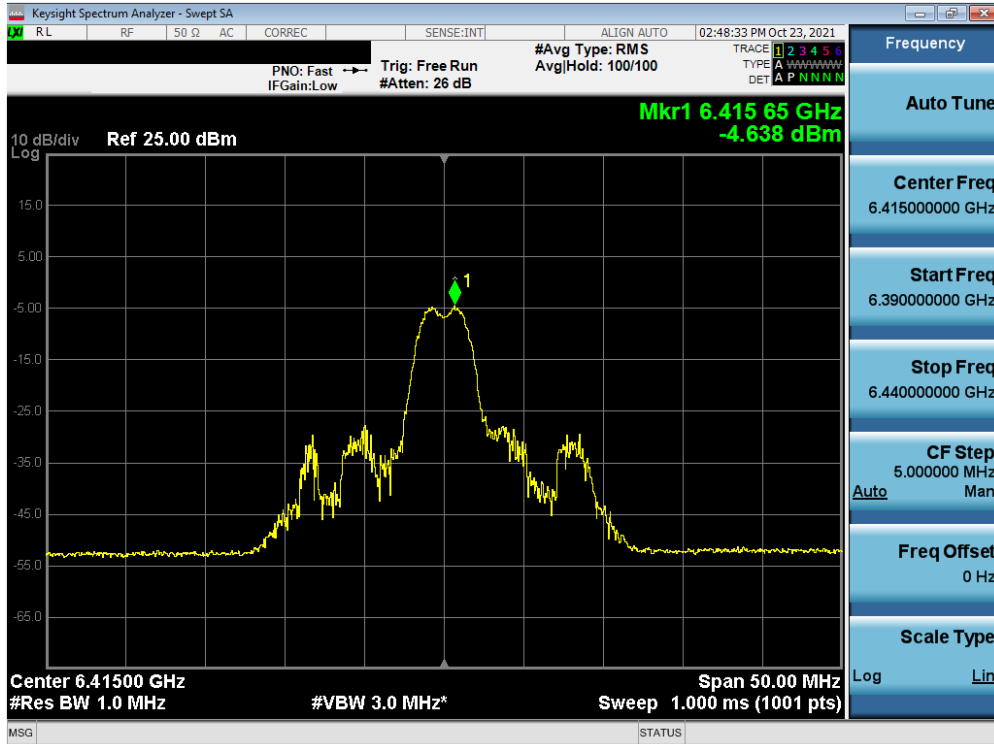 Keysight Spectrum Analyzer - Swept SA
LXI RL RF 50 Ω AC CORREC SENSE:INT ALIGN AUTO 02:48:33 PM Oct 23, 2021
PNO: Fast
IFGain:Low
Trig: Free Run
#Atten: 26 dB
#Avg Type: RMS
Avg|Hold: 100/100
TRACE 1 2 3 4 5 6
TYPE A WWWWW
DET A P N N N N
Mkr1 6.415 65 GHz
-4.638 dBm
10 dB/div Ref 25.00 dBm
Log
15.0
5.00
-5.00
-15.0
-25.0
-35.0
-45.0
-55.0
-65.0
1
Center 6.41500 GHz Span 50.00 MHz
#Res BW 1.0 MHz #VBW 3.0 MHz* Sweep 1.000 ms (1001 pts)
MSG STATUS
Frequency
Auto Tune
Center Freq
6.415000000 GHz
Start Freq
6.390000000 GHz
Stop Freq
6.440000000 GHz
CF Step
5.000000 MHz
Auto Man
Freq Offset
0 Hz
Scale Type
Log Lin